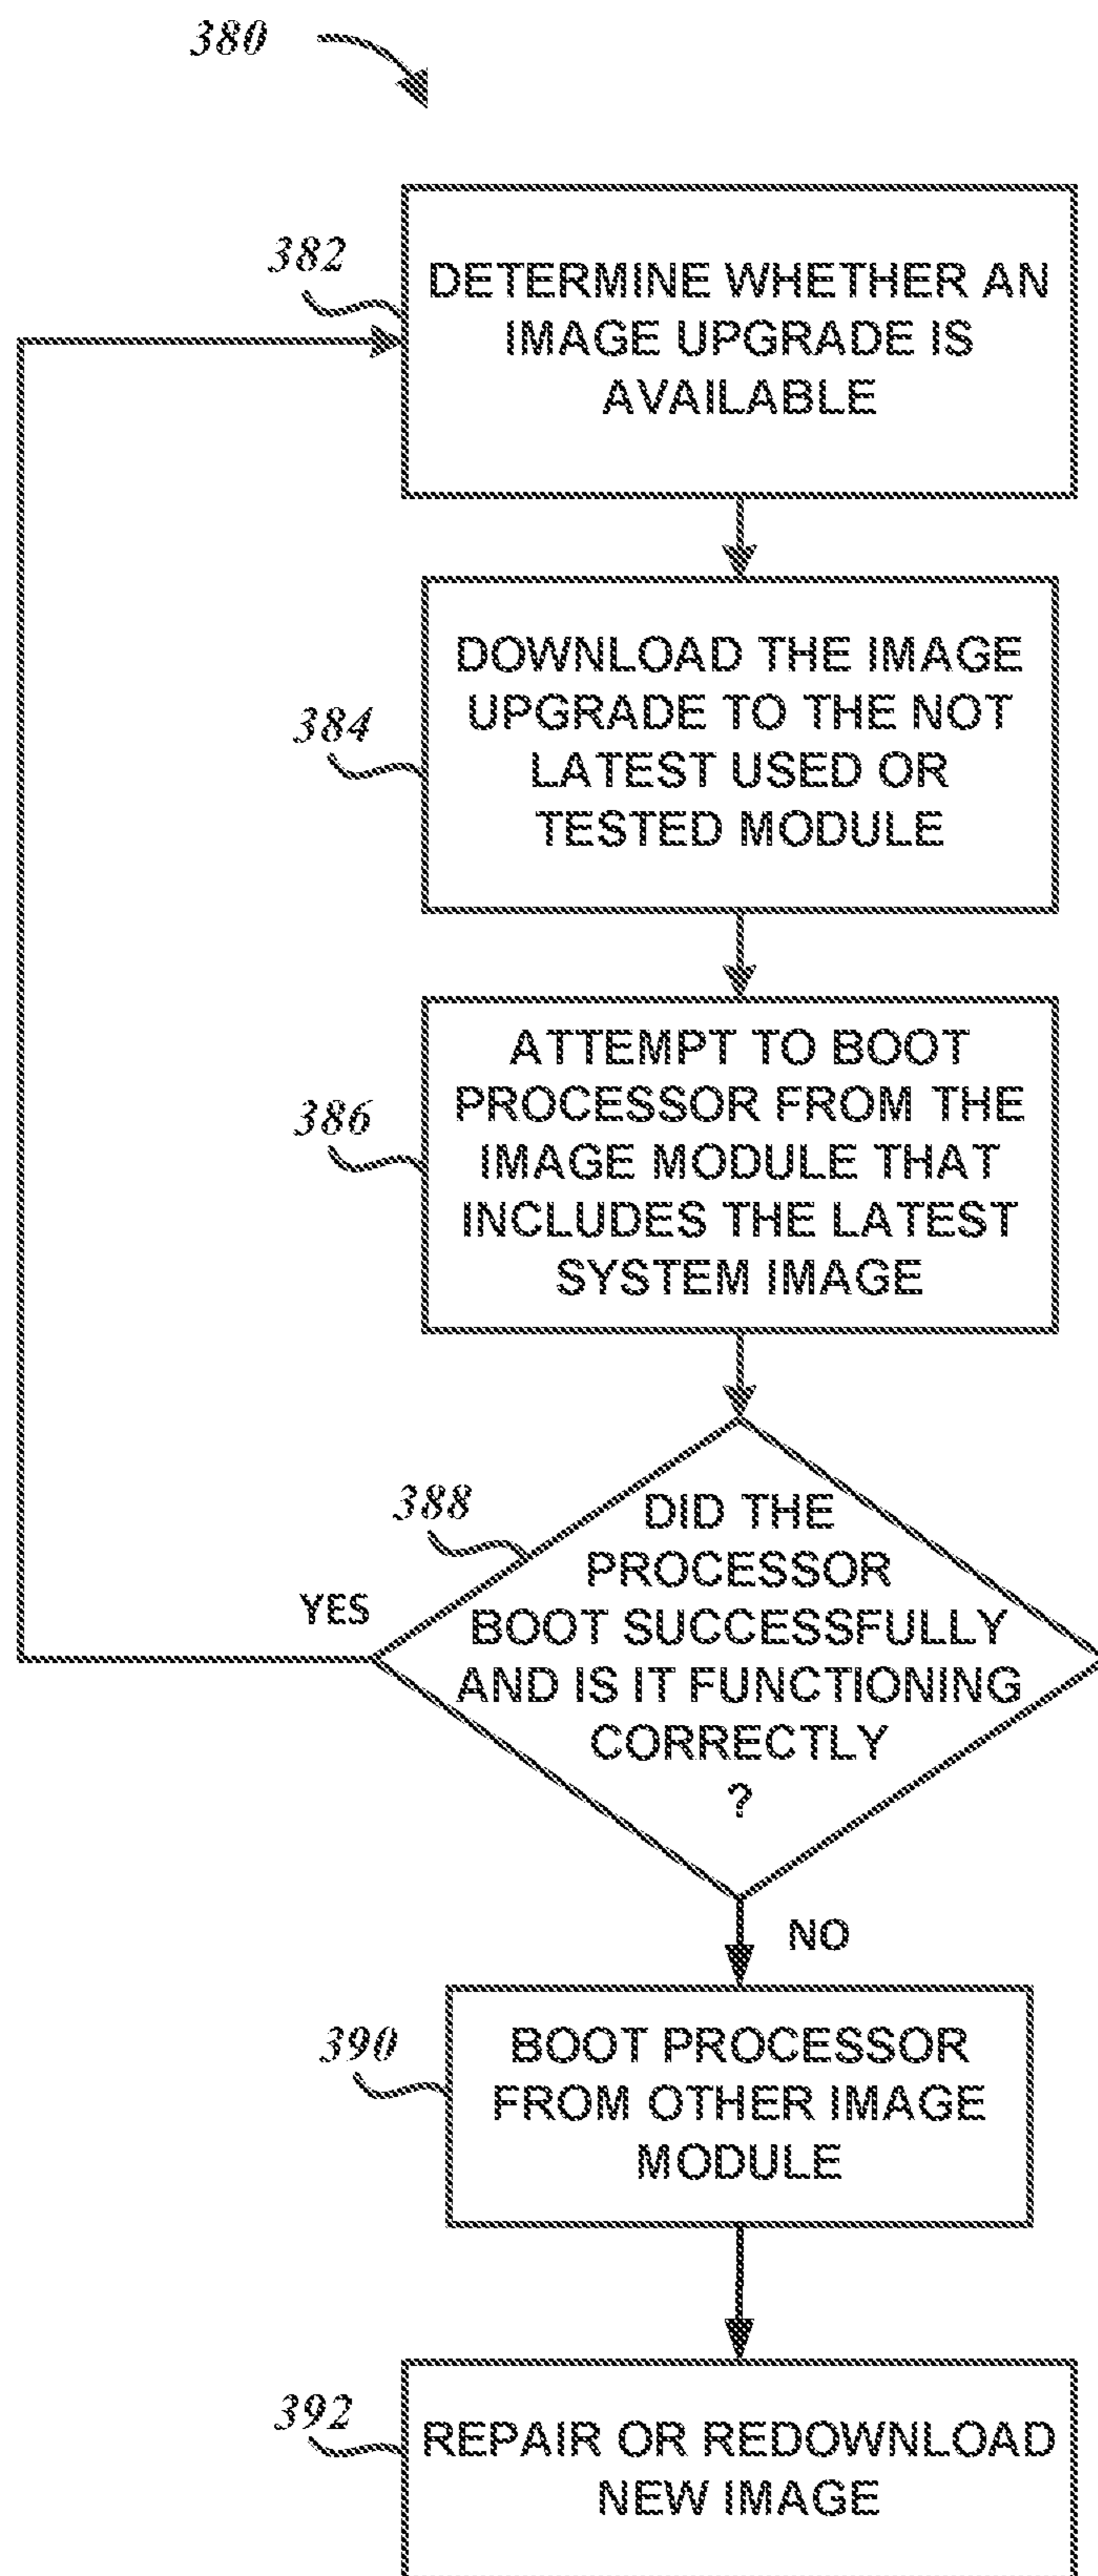 380
382
DETERMINE WHETHER AN
IMAGE UPGRADE IS
AVAILABLE
384
DOWNLOAD THE IMAGE
UPGRADE TO THE NOT
LATEST USED OR
TESTED MODULE
386
ATTEMPT TO BOOT
PROCESSOR FROM THE
IMAGE MODULE THAT
INCLUDES THE LATEST
SYSTEM IMAGE
388
DID THE
PROCESSOR
BOOT SUCCESSFULLY
AND IS IT FUNCTIONING
CORRECTLY
?
YES
NO
390
BOOT PROCESSOR
FROM OTHER IMAGE
MODULE
392
REPAIR OR REDOWNLOAD
NEW IMAGE